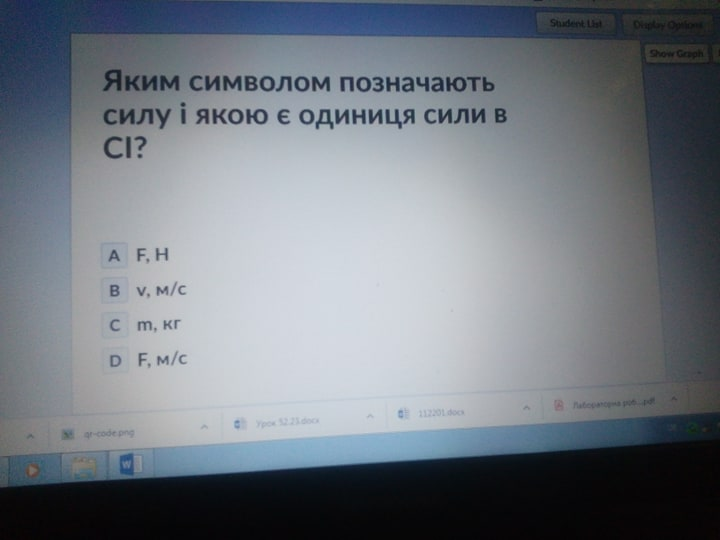 Student List
Display Options
Show Graph
Яким символом позначають
силу і якою є одиниця сили в
СІ?
A F, Н
B v, м/с
C m, кг
D F, м/с
qr-code.png
Урок 52.23.docx
112201.docx
Лабораторна роб....pdf